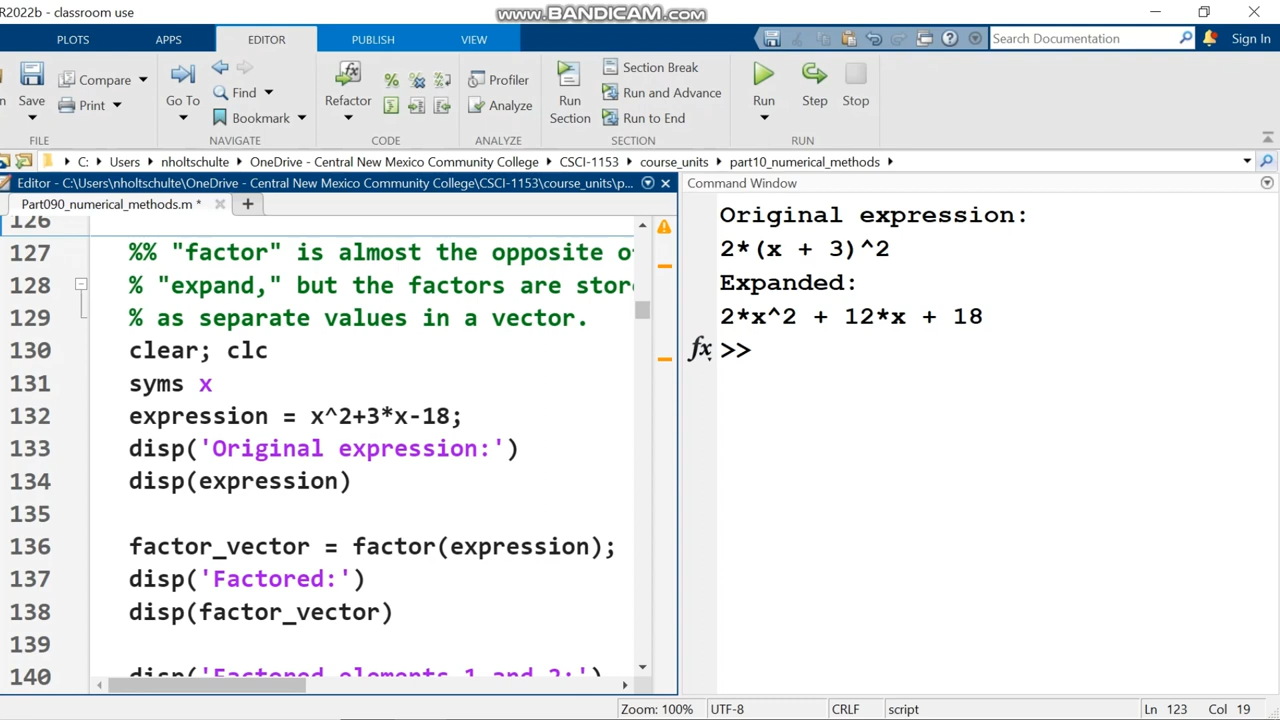 R2022b - classroom use
www.BANDICAM.com
PLOTS APPS EDITOR PUBLISH VIEW
Search Documentation
Sign In
Save
Compare
Print
Go To
Find
Bookmark
Refactor
Profiler
Analyze
Run Section
Section Break
Run and Advance
Run to End
Run
Step
Stop
FILE NAVIGATE CODE ANALYZE SECTION RUN
C: Users nholtschulte OneDrive - Central New Mexico Community College CSCI-1153 course_units part10_numerical_methods
Editor - C:\Users\nholtschulte\OneDrive - Central New Mexico Community College\CSCI-1153\course_units\p...
Part090_numerical_methods.m *
126
127 %% "factor" is almost the opposite of
128 % "expand," but the factors are stor
129 % as separate values in a vector.
130 clear; clc
131 syms x
132 expression = x^2+3*x-18;
133 disp('Original expression:')
134 disp(expression)
135
136 factor_vector = factor(expression);
137 disp('Factored:')
138 disp(factor_vector)
139
140 disp('Factored elements 1 and 2:')
Command Window
Original expression:
2*(x + 3)^2
Expanded:
2*x^2 + 12*x + 18
fx >>
Zoom: 100% UTF-8 CRLF script Ln 123 Col 19